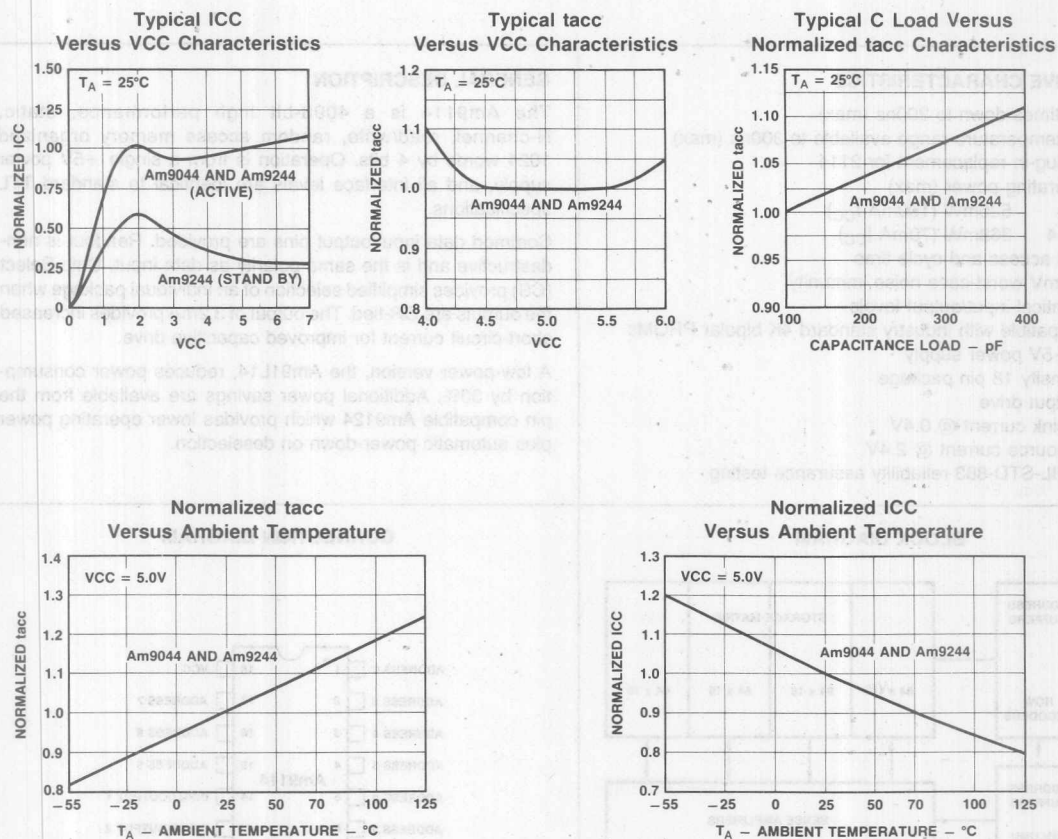 Typical ICC
Versus VCC Characteristics
1.50
1.25
1.00
0.75
0.50
0.25
0 1 2 3 4 5 6 7
TA = 25°C
Am9044 AND Am9244
(ACTIVE)
Am9244 (STAND BY)
NORMALIZED ICC
VCC
Typical tacc
Versus VCC Characteristics
1.2
1.1
1.0
0.9
0.8
4.0 4.5 5.0 5.5 6.0
TA = 25°C
Am9044 AND Am9244
NORMALIZED tacc
VCC
Typical C Load Versus
Normalized tacc Characteristics
1.15
1.10
1.05
1.00
0.95
0.90
100 200 300 400
TA = 25°C
Am9044 AND Am9244
NORMALIZED tacc
CAPACITANCE LOAD – pF
Normalized tacc
Versus Ambient Temperature
1.4
1.3
1.2
1.1
1.0
0.9
0.8
–55 –25 0 25 50 70 100 125
VCC = 5.0V
Am9044 AND Am9244
NORMALIZED tacc
TA – AMBIENT TEMPERATURE – °C
Normalized ICC
Versus Ambient Temperature
1.3
1.2
1.1
1.0
0.9
0.8
0.7
–55 –25 0 25 50 70 100 125
VCC = 5.0V
Am9044 AND Am9244
NORMALIZED ICC
TA – AMBIENT TEMPERATURE – °C